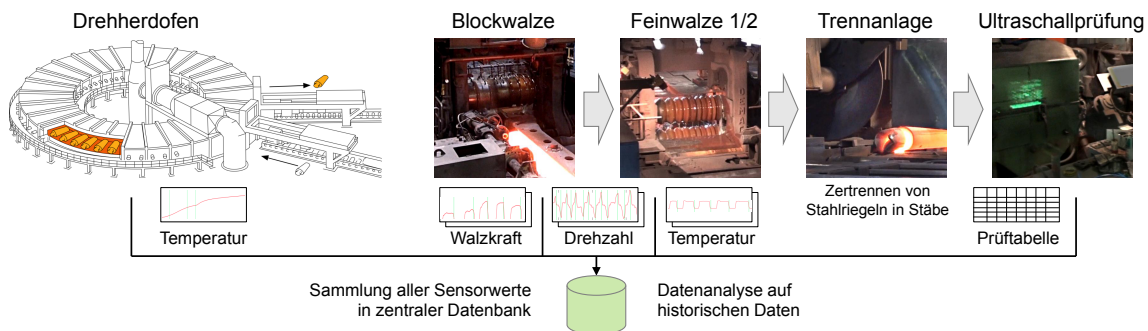 Drehherdofen
Blockwalze
Feinwalze 1/2
Trennanlage
Ultraschallprüfung
Temperatur
Walzkraft
Drehzahl
Temperatur
Zertrennen von
Stahlriegeln in Stäbe
Prüftabelle
Sammlung aller Sensorwerte
in zentraler Datenbank
Datenanalyse auf
historischen Daten